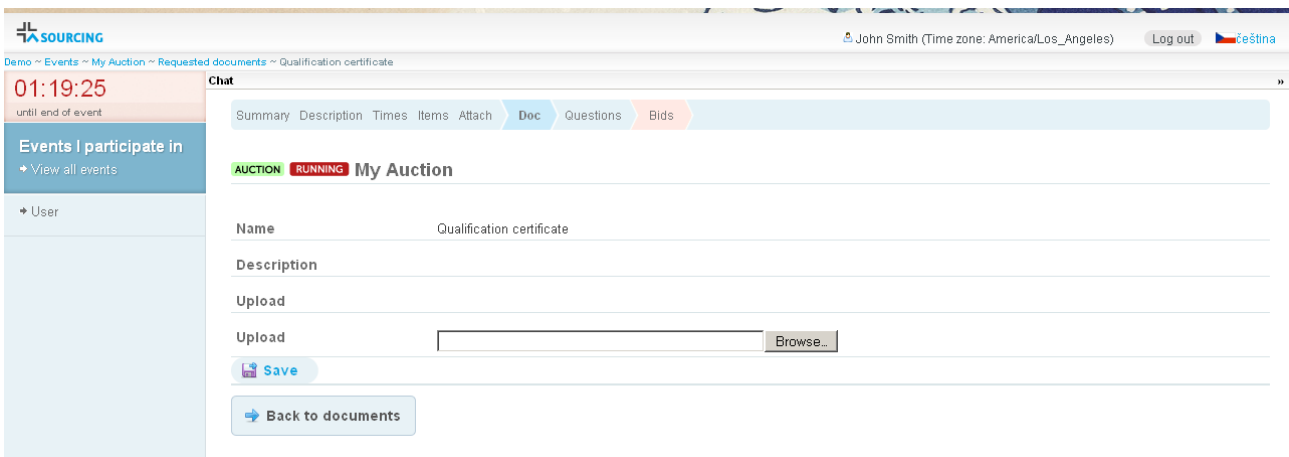 SOURCING
John Smith (Time zone: America/Los_Angeles) Log out čeština
Demo ~ Events ~ My Auction ~ Requested documents ~ Qualification certificate
01:19:25
until end of event
Chat »
Summary Description Times Items Attach Doc Questions Bids
Events I participate in
View all events
AUCTION RUNNING My Auction
User
Name Qualification certificate
Description
Upload
Upload Browse...
Save
Back to documents